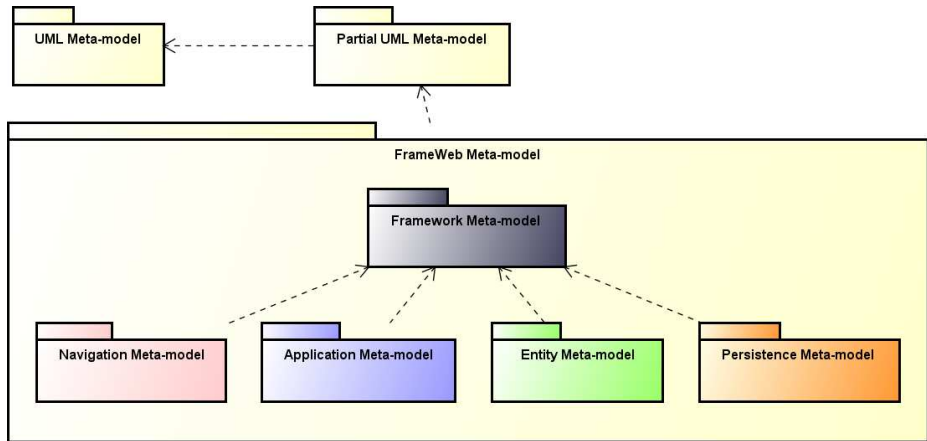 UML Meta-model
Partial UML Meta-model
FrameWeb Meta-model
Framework Meta-model
Navigation Meta-model
Application Meta-model
Entity Meta-model
Persistence Meta-model